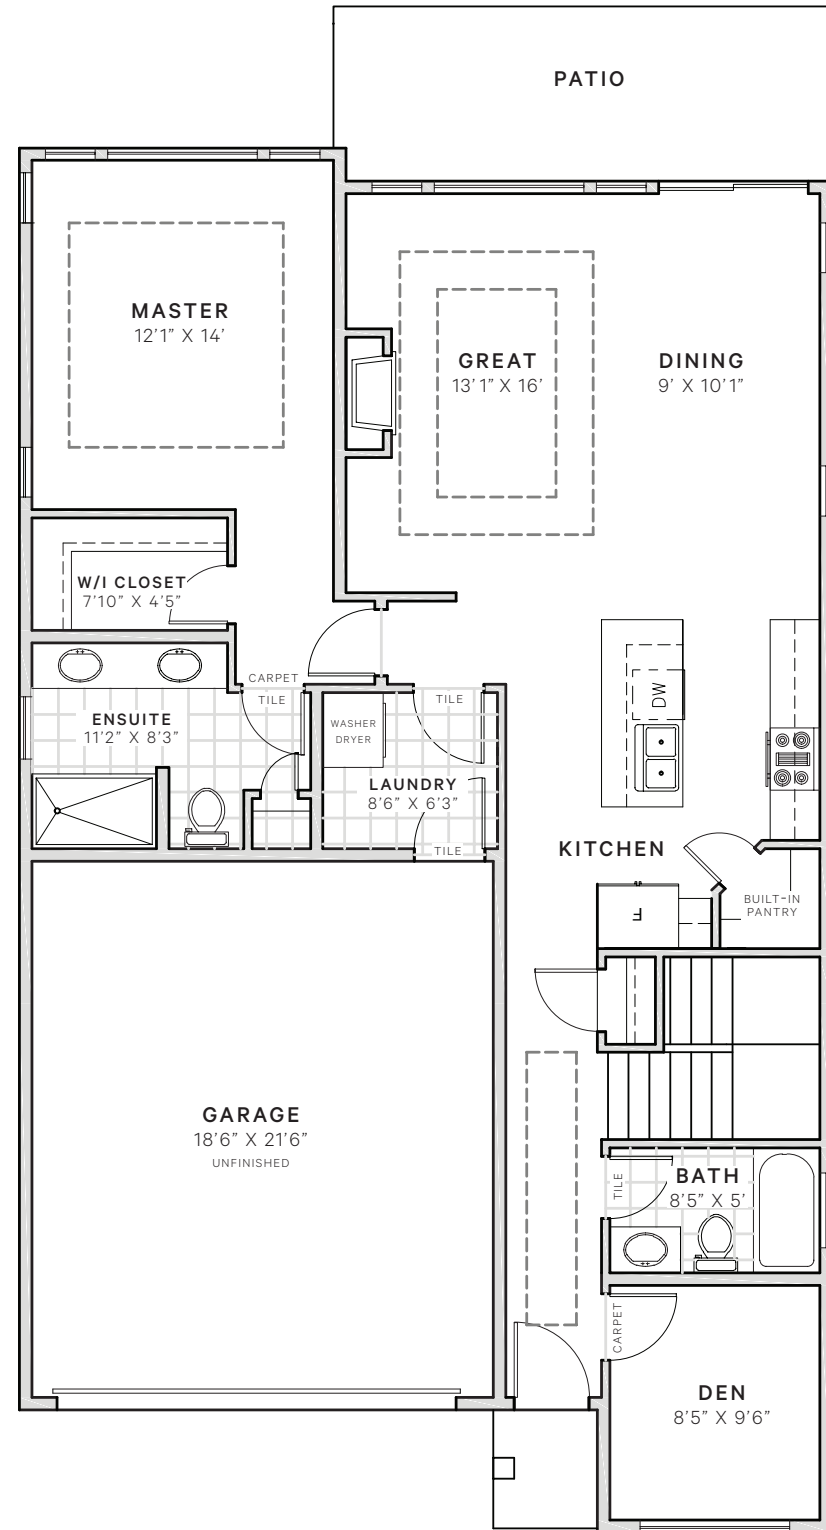 PATIO
MASTER
12'1" X 14'
GREAT
13'1" X 16'
DINING
9' X 10'1"
W/I CLOSET
7'10" X 4'5"
CARPET
TILE
ENSUITE
11'2" X 8'3"
WASHER
DRYER
TILE
LAUNDRY
8'6" X 6'3"
TILE
DW
KITCHEN
F
BUILT-IN
PANTRY
GARAGE
18'6" X 21'6"
UNFINISHED
TILE
BATH
8'5" X 5'
CARPET
DEN
8'5" X 9'6"